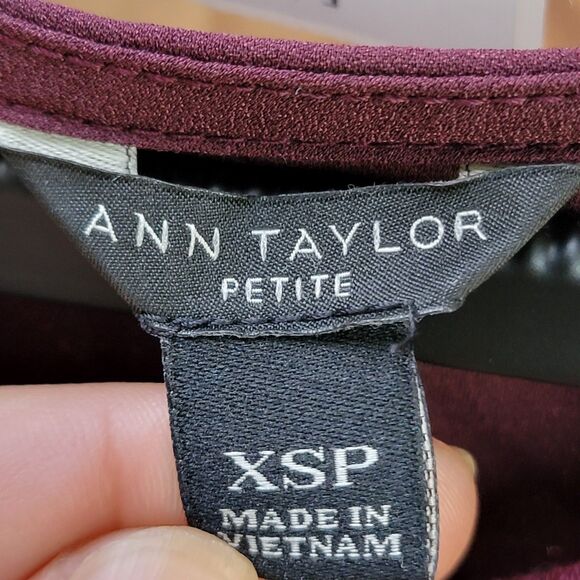 ANN TAYLOR
PETITE
XSP
MADE IN
VIETNAM